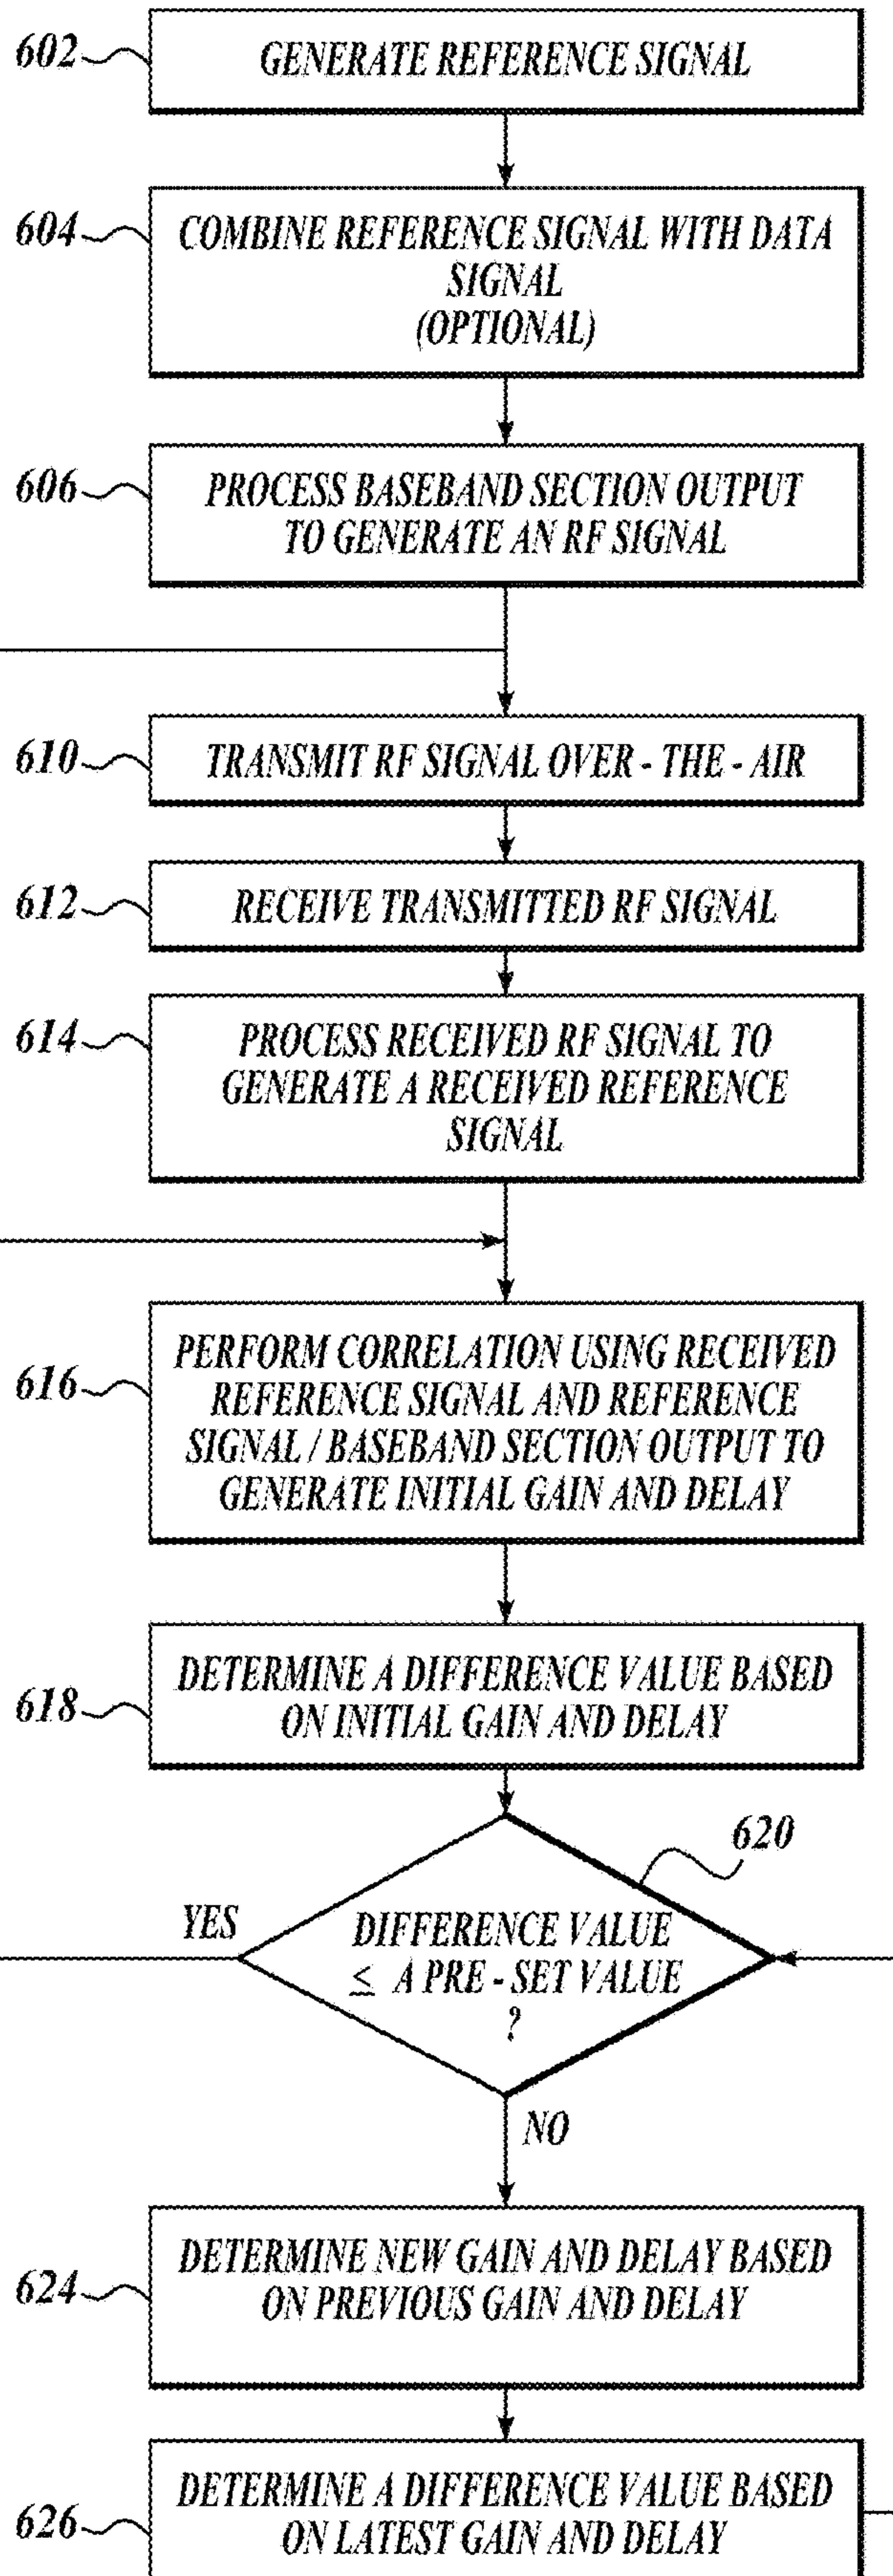 602
GENERATE REFERENCE SIGNAL
604
COMBINE REFERENCE SIGNAL WITH DATA
SIGNAL
(OPTIONAL)
606
PROCESS BASEBAND SECTION OUTPUT
TO GENERATE AN RF SIGNAL
610
TRANSMIT RF SIGNAL OVER - THE - AIR
612
RECEIVE TRANSMITTED RF SIGNAL
614
PROCESS RECEIVED RF SIGNAL TO
GENERATE A RECEIVED REFERENCE
SIGNAL
616
PERFORM CORRELATION USING RECEIVED
REFERENCE SIGNAL AND REFERENCE
SIGNAL / BASEBAND SECTION OUTPUT TO
GENERATE INITIAL GAIN AND DELAY
618
DETERMINE A DIFFERENCE VALUE BASED
ON INITIAL GAIN AND DELAY
620
YES
DIFFERENCE VALUE
≤ A PRE - SET VALUE
?
NO
624
DETERMINE NEW GAIN AND DELAY BASED
ON PREVIOUS GAIN AND DELAY
626
DETERMINE A DIFFERENCE VALUE BASED
ON LATEST GAIN AND DELAY